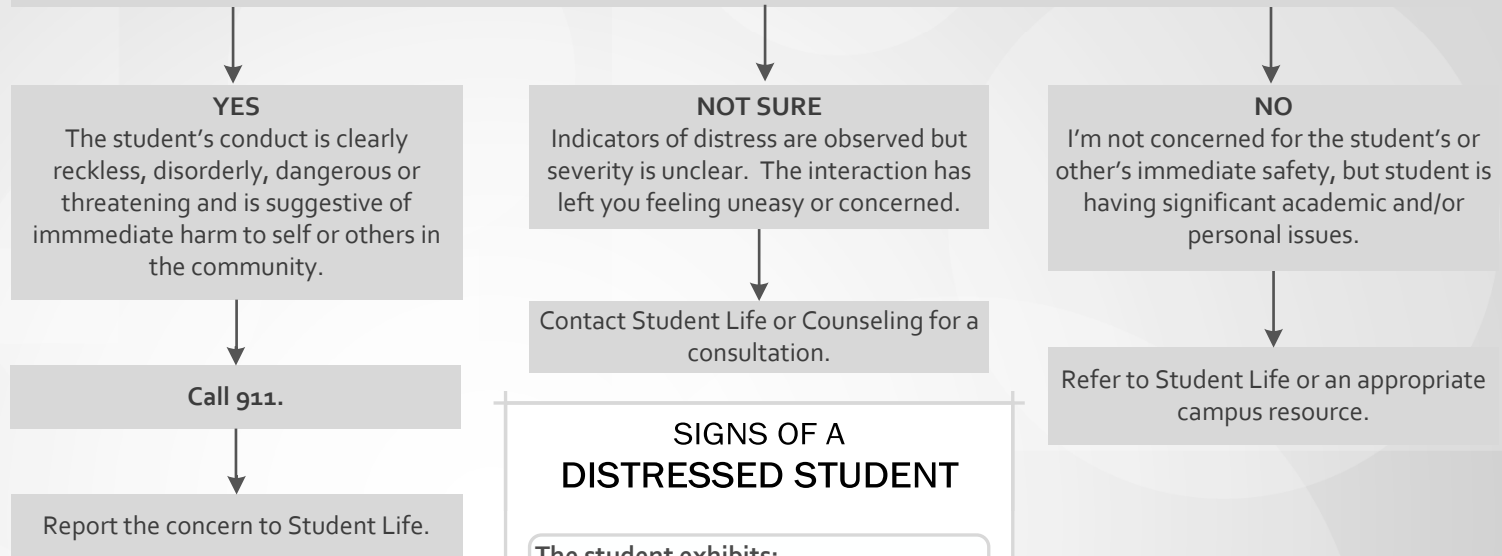 YES
The student's conduct is clearly
reckless, disorderly, dangerous or
threatening and is suggestive of
immmediate harm to self or others in
the community.
Call 911.
Report the concern to Student Life.
NOT SURE
Indicators of distress are observed but
severity is unclear.  The interaction has
left you feeling uneasy or concerned.
Contact Student Life or Counseling for a
consultation.
SIGNS OF A
DISTRESSED STUDENT
The student exhibits:
NO
I'm not concerned for the student's or
other's immediate safety, but student is
having significant academic and/or
personal issues.
Refer to Student Life or an appropriate
campus resource.